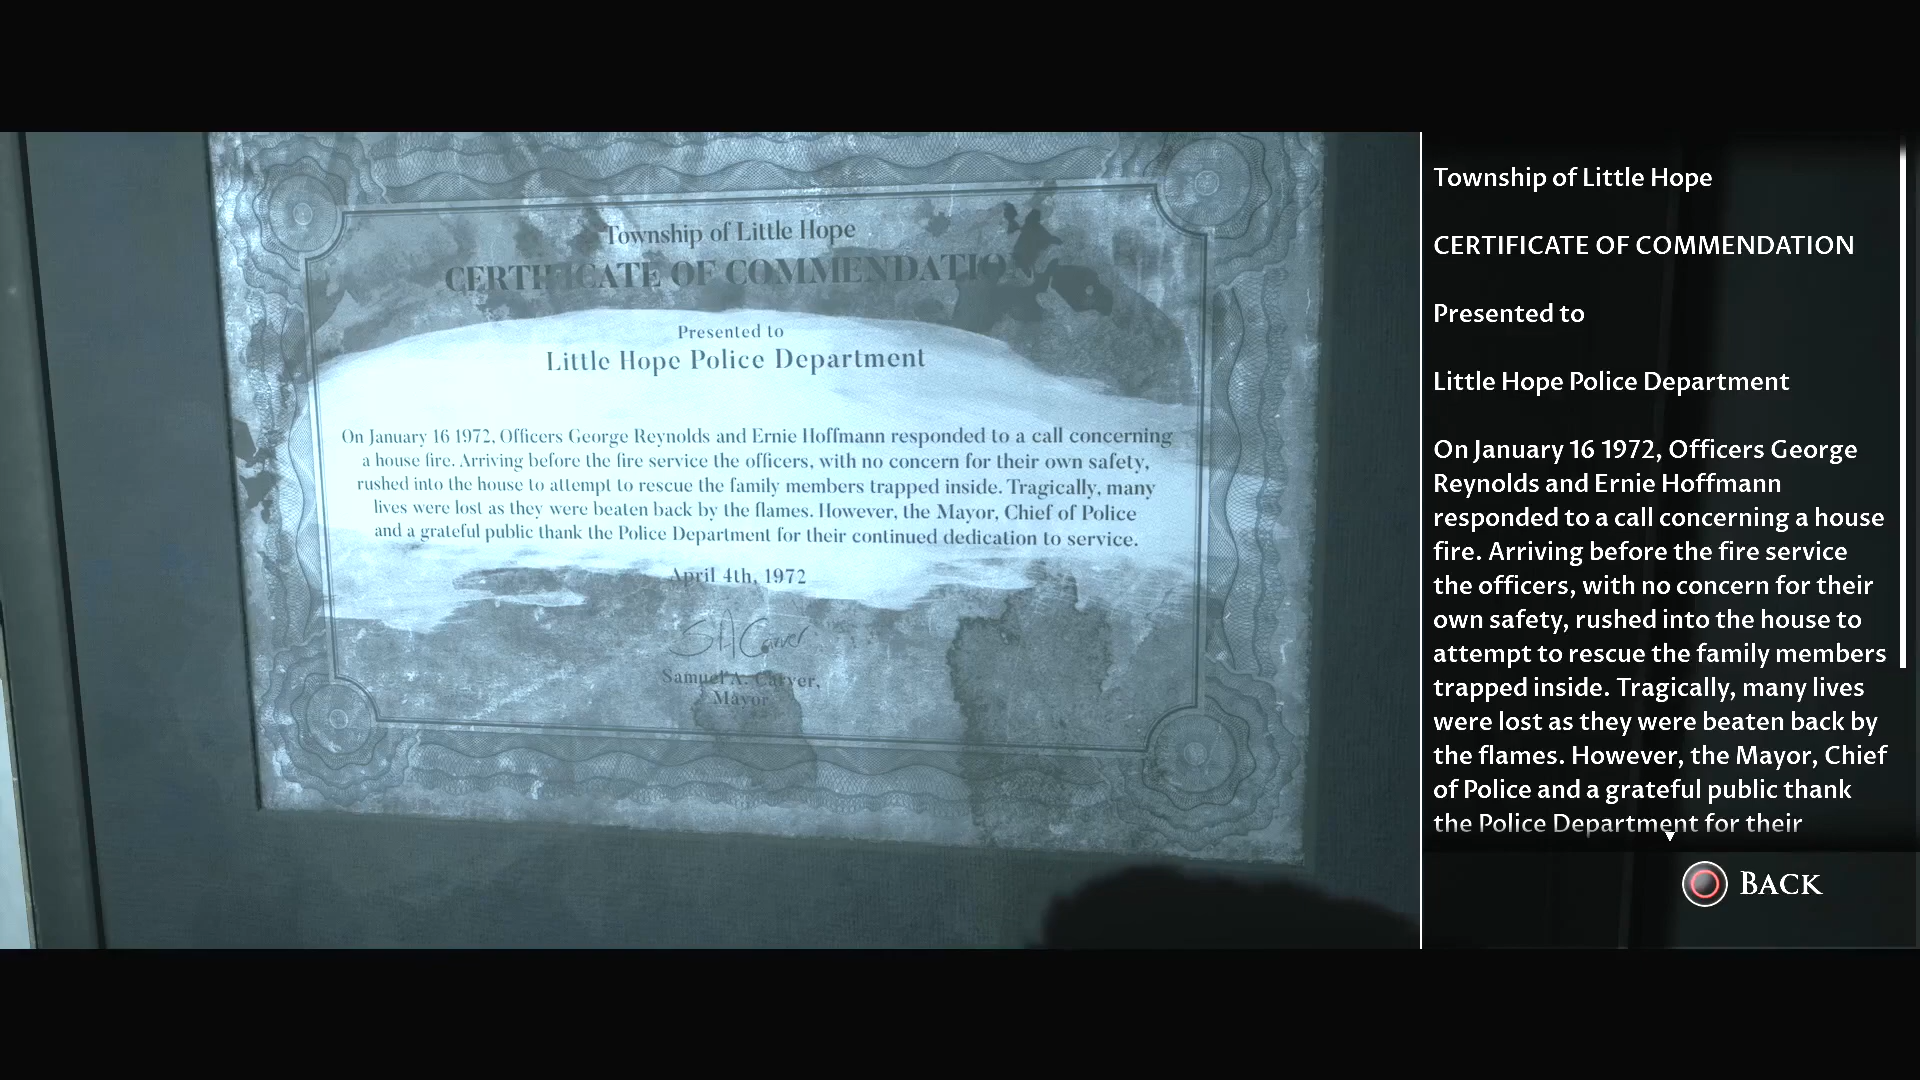 Township of Little Hope
CERTIFICATE OF COMMENDATION
Presented to
Little Hope Police Department
On January 16 1972, Officers George Reynolds and Ernie Hoffmann responded to a call concerning
a house fire. Arriving before the fire service the officers, with no concern for their own safety,
rushed into the house to attempt to rescue the family members trapped inside. Tragically, many
lives were lost as they were beaten back by the flames. However, the Mayor, Chief of Police
and a grateful public thank the Police Department for their continued dedication to service.
April 4th, 1972
SACarver
Samuel A. Carver,
Mayor
Township of Little Hope
CERTIFICATE OF COMMENDATION
Presented to
Little Hope Police Department
On January 16 1972, Officers George
Reynolds and Ernie Hoffmann
responded to a call concerning a house
fire. Arriving before the fire service
the officers, with no concern for their
own safety, rushed into the house to
attempt to rescue the family members
trapped inside. Tragically, many lives
were lost as they were beaten back by
the flames. However, the Mayor, Chief
of Police and a grateful public thank
the Police Department for their
BACK